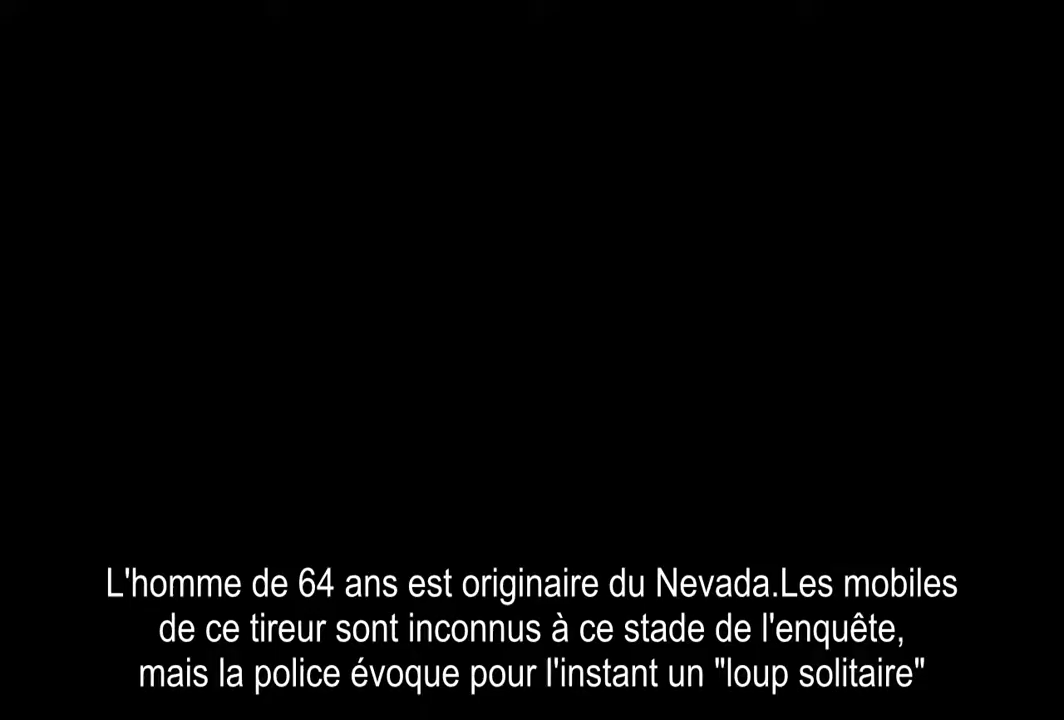 L'homme de 64 ans est originaire du Nevada.Les mobiles
de ce tireur sont inconnus à ce stade de l'enquête,
mais la police évoque pour l'instant un "loup solitaire"